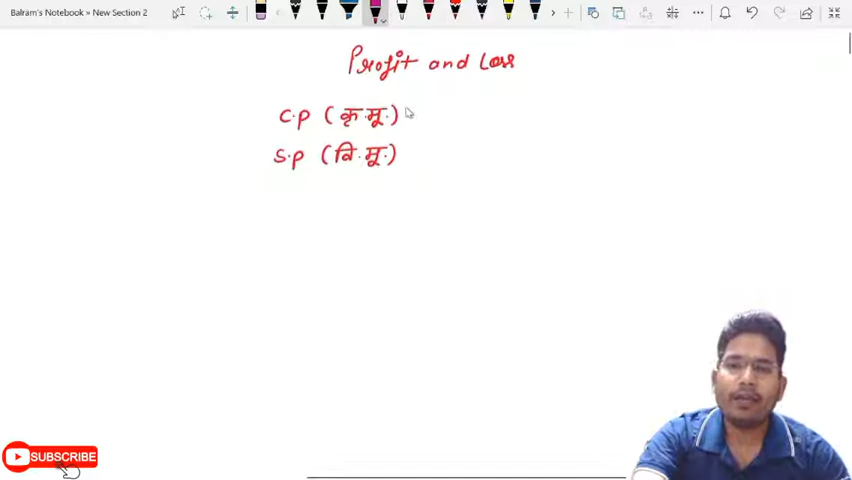 Balram's Notebook » New Section 2
Profit and Loss
C.P (कृ.मू.)
S.P (वि.मू.)
SUBSCRIBE